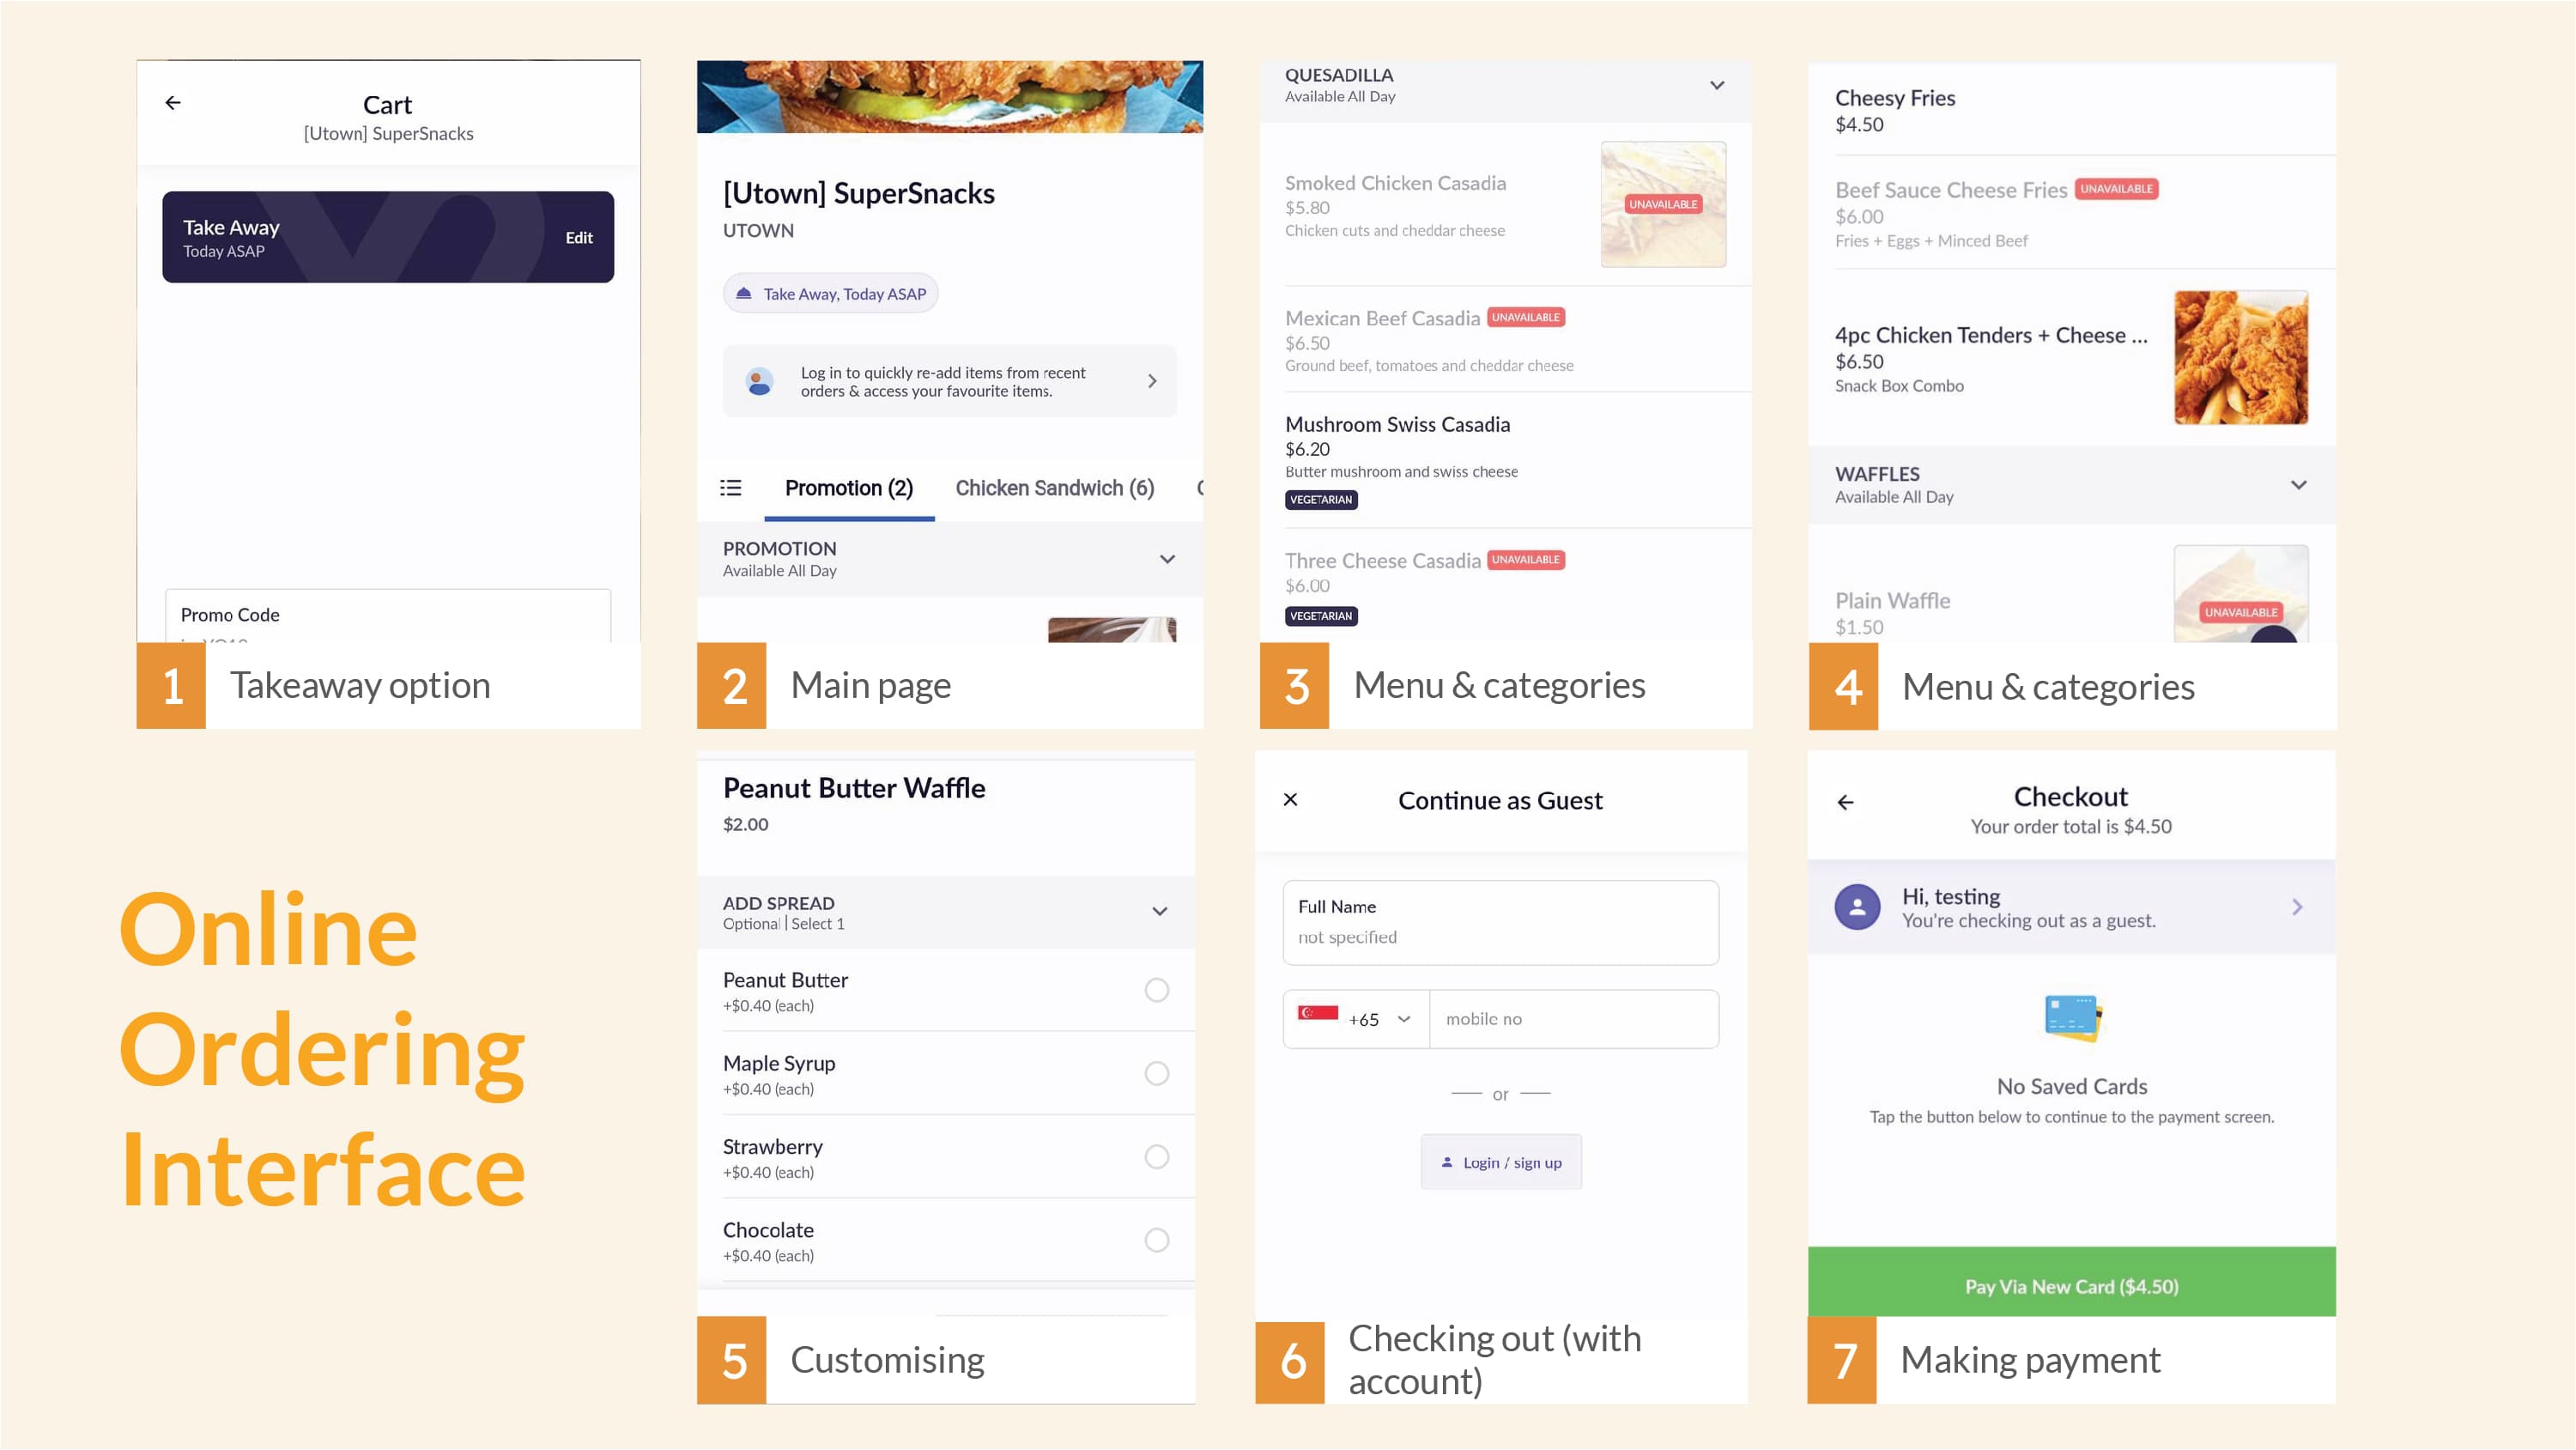 Cart
[Utown] SuperSnacks
Take Away
Today ASAP
Edit
Promo Code
1 Takeaway option
[Utown] SuperSnacks
UTOWN
Take Away, Today ASAP
Log in to quickly re-add items from recent
orders & access your favourite items.
Promotion (2) Chicken Sandwich (6)
PROMOTION
Available All Day
2 Main page
QUESADILLA
Available All Day
Smoked Chicken Casadia
$5.80
Chicken cuts and cheddar cheese
UNAVAILABLE
Mexican Beef Casadia UNAVAILABLE
$6.50
Ground beef, tomatoes and cheddar cheese
Mushroom Swiss Casadia
$6.20
Butter mushroom and swiss cheese
VEGETARIAN
Three Cheese Casadia UNAVAILABLE
$6.00
VEGETARIAN
3 Menu & categories
Cheesy Fries
$4.50
Beef Sauce Cheese Fries UNAVAILABLE
$6.00
Fries + Eggs + Minced Beef
4pc Chicken Tenders + Cheese ...
$6.50
Snack Box Combo
WAFFLES
Available All Day
Plain Waffle
$1.50
UNAVAILABLE
4 Menu & categories
Online
Ordering
Interface
Peanut Butter Waffle
$2.00
ADD SPREAD
Optional | Select 1
Peanut Butter
+$0.40 (each)
Maple Syrup
+$0.40 (each)
Strawberry
+$0.40 (each)
Chocolate
+$0.40 (each)
5 Customising
Continue as Guest
Full Name
not specified
+65 mobile no
or
Login / sign up
6 Checking out (with
account)
Checkout
Your order total is $4.50
Hi, testing
You're checking out as a guest.
No Saved Cards
Tap the button below to continue to the payment screen.
Pay Via New Card ($4.50)
7 Making payment